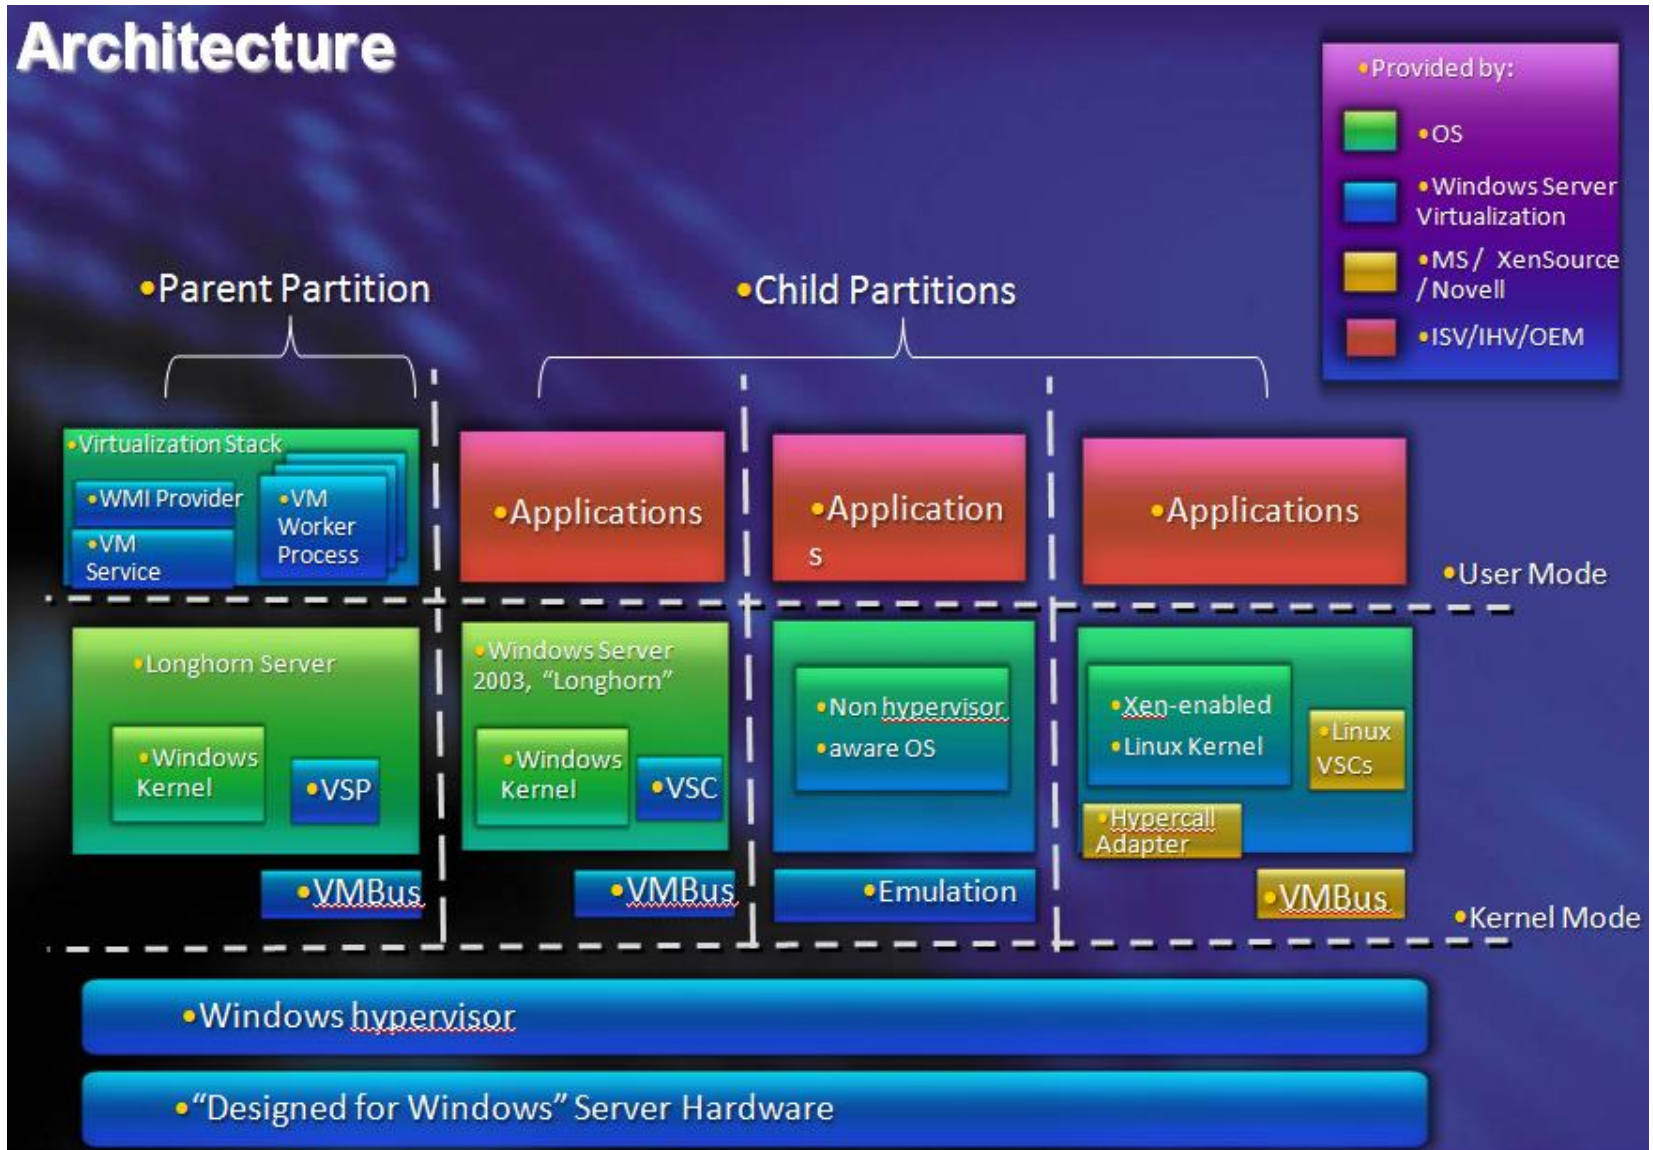 Architecture
•Provided by:
•OS
•Windows Server
Virtualization
•MS / XenSource
/ Novell
•ISV/IHV/OEM
•Parent Partition
•Child Partitions
•Virtualization Stack
•WMI Provider
•VM
Service
•VM
Worker
Process
•Applications
•Application
s
•Applications
•User Mode
•Longhorn Server
•Windows
Kernel
•VSP
•VMBus
•Windows Server
2003, “Longhorn”
•Windows
Kernel
•VSC
•VMBus
•Non hypervisor
•aware OS
•Emulation
•Xen-enabled
•Linux Kernel
•Linux
VSCs
•Hypercall
Adapter
•VMBus
•Kernel Mode
•Windows hypervisor
•“Designed for Windows” Server Hardware